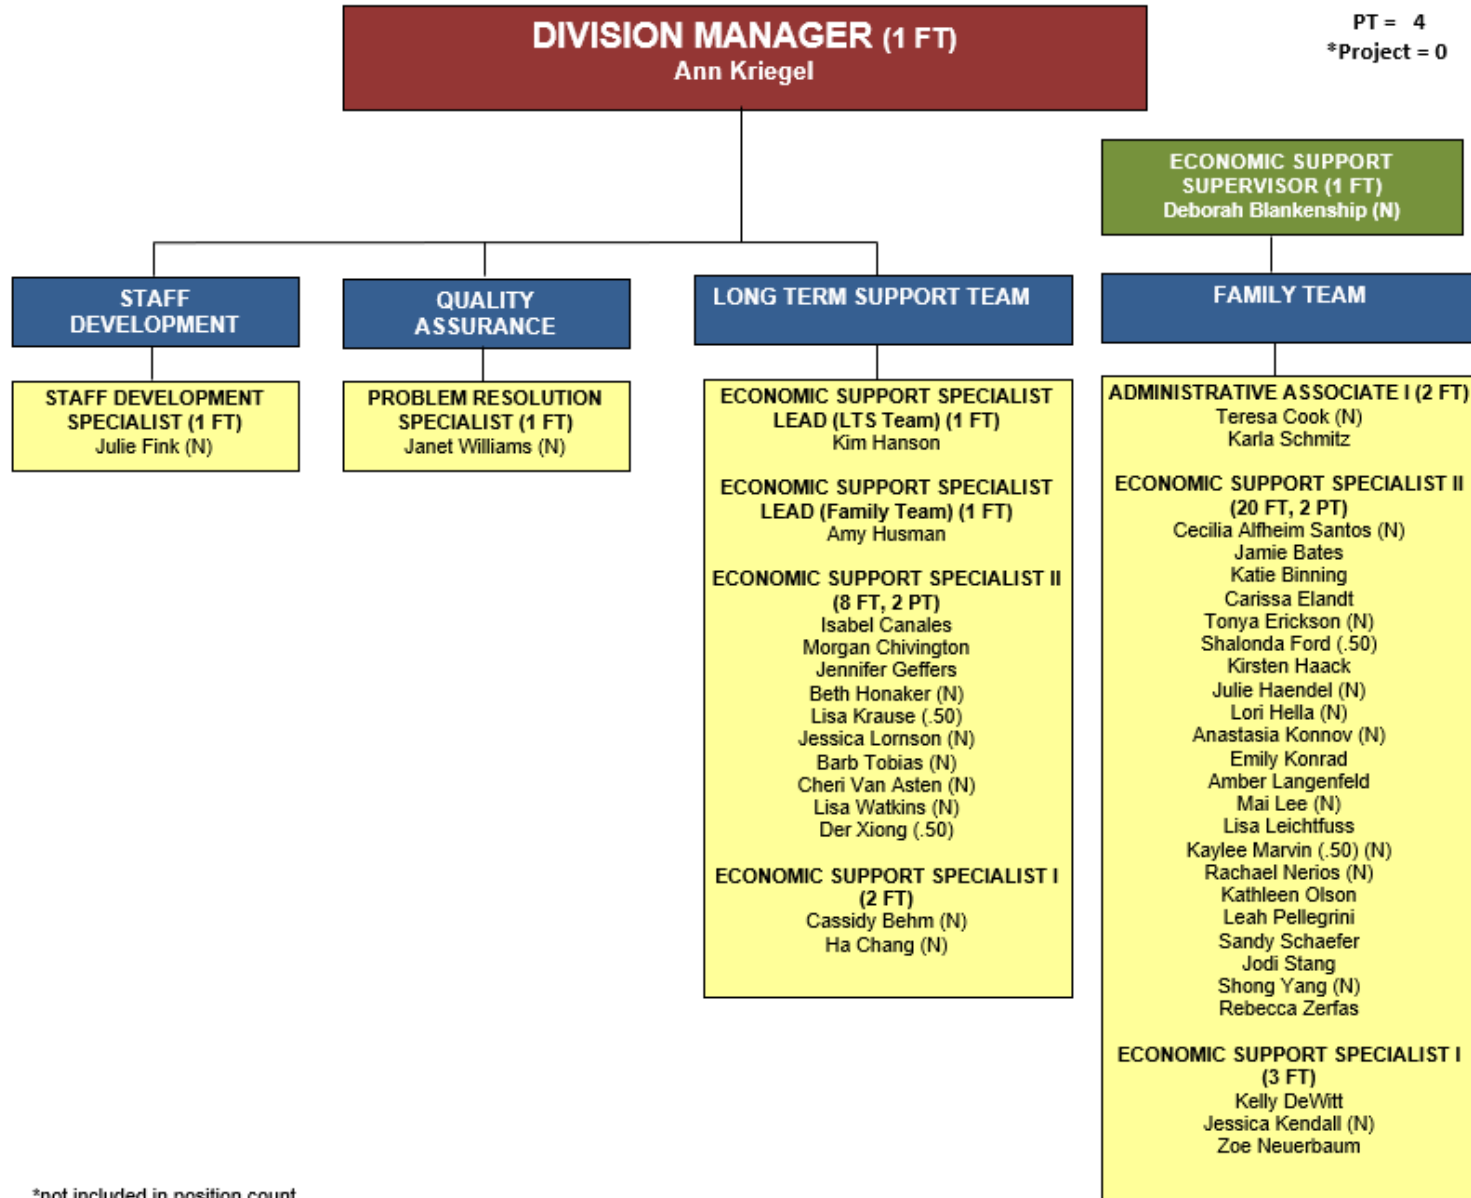 DIVISION MANAGER (1 FT)
Ann Kriegel
PT = 4
*Project = 0
ECONOMIC SUPPORT
SUPERVISOR (1 FT)
Deborah Blankenship (N)
STAFF
DEVELOPMENT
STAFF DEVELOPMENT
SPECIALIST (1 FT)
Julie Fink (N)
QUALITY
ASSURANCE
PROBLEM RESOLUTION
SPECIALIST (1 FT)
Janet Williams (N)
LONG TERM SUPPORT TEAM
ECONOMIC SUPPORT SPECIALIST
LEAD (LTS Team) (1 FT)
Kim Hanson
ECONOMIC SUPPORT SPECIALIST
LEAD (Family Team) (1 FT)
Amy Husman
ECONOMIC SUPPORT SPECIALIST II
(8 FT, 2 PT)
Isabel Canales
Morgan Chivington
Jennifer Geffers
Beth Honaker (N)
Lisa Krause (.50)
Jessica Lornson (N)
Barb Tobias (N)
Cheri Van Asten (N)
Lisa Watkins (N)
Der Xiong (.50)
ECONOMIC SUPPORT SPECIALIST I
(2 FT)
Cassidy Behm (N)
Ha Chang (N)
FAMILY TEAM
ADMINISTRATIVE ASSOCIATE I (2 FT)
Teresa Cook (N)
Karla Schmitz
ECONOMIC SUPPORT SPECIALIST II
(20 FT, 2 PT)
Cecilia Alfheim Santos (N)
Jamie Bates
Katie Binning
Carissa Elandt
Tonya Erickson (N)
Shalonda Ford (.50)
Kirsten Haack
Julie Haendel (N)
Lori Hella (N)
Anastasia Konnov (N)
Emily Konrad
Amber Langenfeld
Mai Lee (N)
Lisa Leichtfuss
Kaylee Marvin (.50) (N)
Rachael Nerios (N)
Kathleen Olson
Leah Pellegrini
Sandy Schaefer
Jodi Stang
Shong Yang (N)
Rebecca Zerfas
ECONOMIC SUPPORT SPECIALIST I
(3 FT)
Kelly DeWitt
Jessica Kendall (N)
Zoe Neuerbaum
*not included in position count